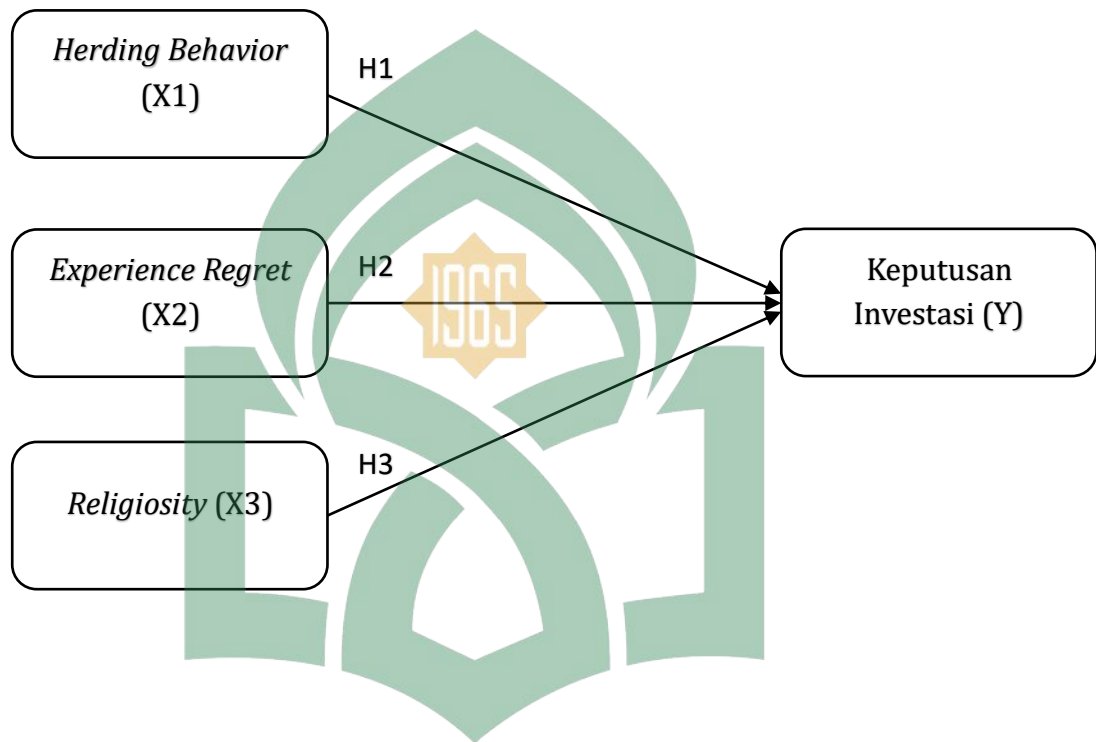 Herding Behavior
(X1)
H1
Experience Regret
(X2)
H2
1965
Keputusan
Investasi (Y)
Religiosity (X3)
H3